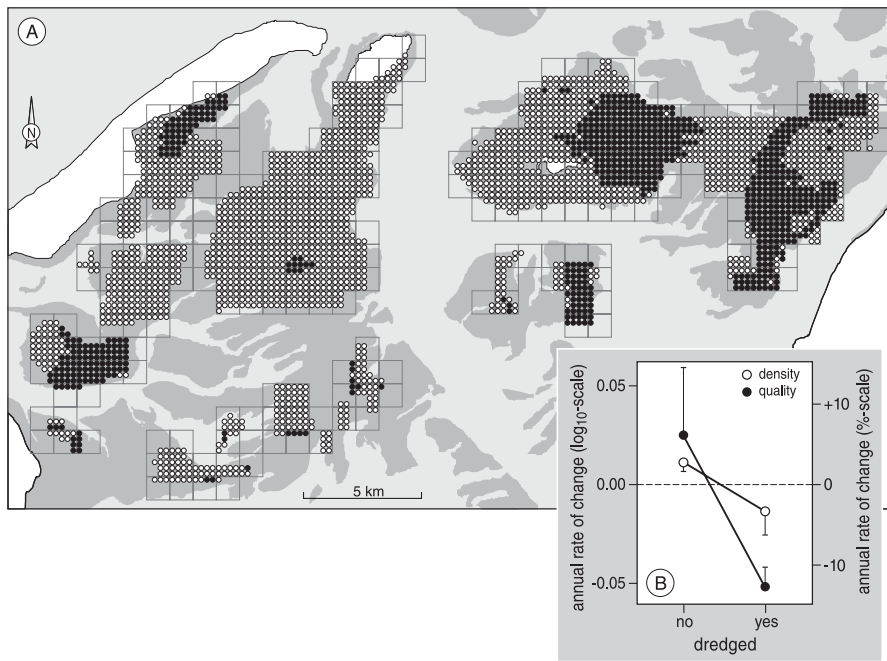 A
N
5 km
density
quality
0.05
0.00
-0.05
+10
0
-10
annual rate of change (log10-scale)
annual rate of change (%-scale)
B
no
yes
dredged